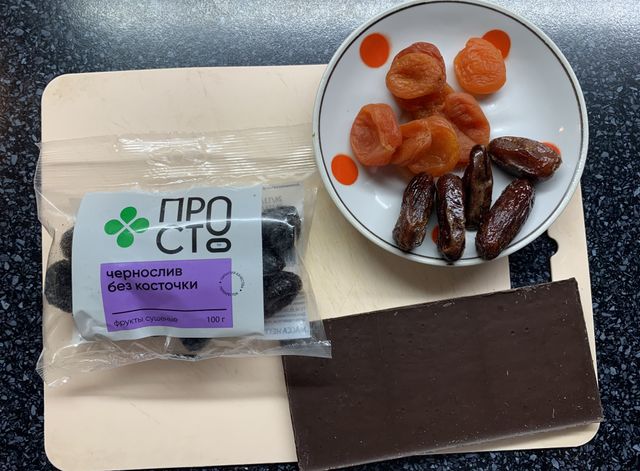 ПРО
СТО
чернослив
без косточки
фрукты сушеные
100 г